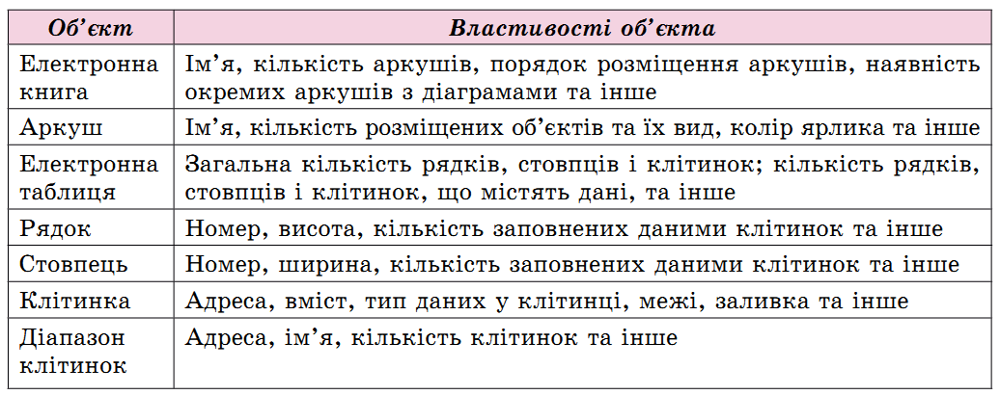 Об’єкт Властивості об’єкта
Електронна книга Ім’я, кількість аркушів, порядок розміщення аркушів, наявність
окремих аркушів з діаграмами та інше
Аркуш Ім’я, кількість розміщених об’єктів та їх вид, колір ярлика та інше
Електронна таблиця Загальна кількість рядків, стовпців і клітинок; кількість рядків,
стовпців і клітинок, що містять дані, та інше
Рядок Номер, висота, кількість заповнених даними клітинок та інше
Стовпець Номер, ширина, кількість заповнених даними клітинок та інше
Клітинка Адреса, вміст, тип даних у клітинці, межі, заливка та інше
Діапазон клітинок Адреса, ім’я, кількість клітинок та інше